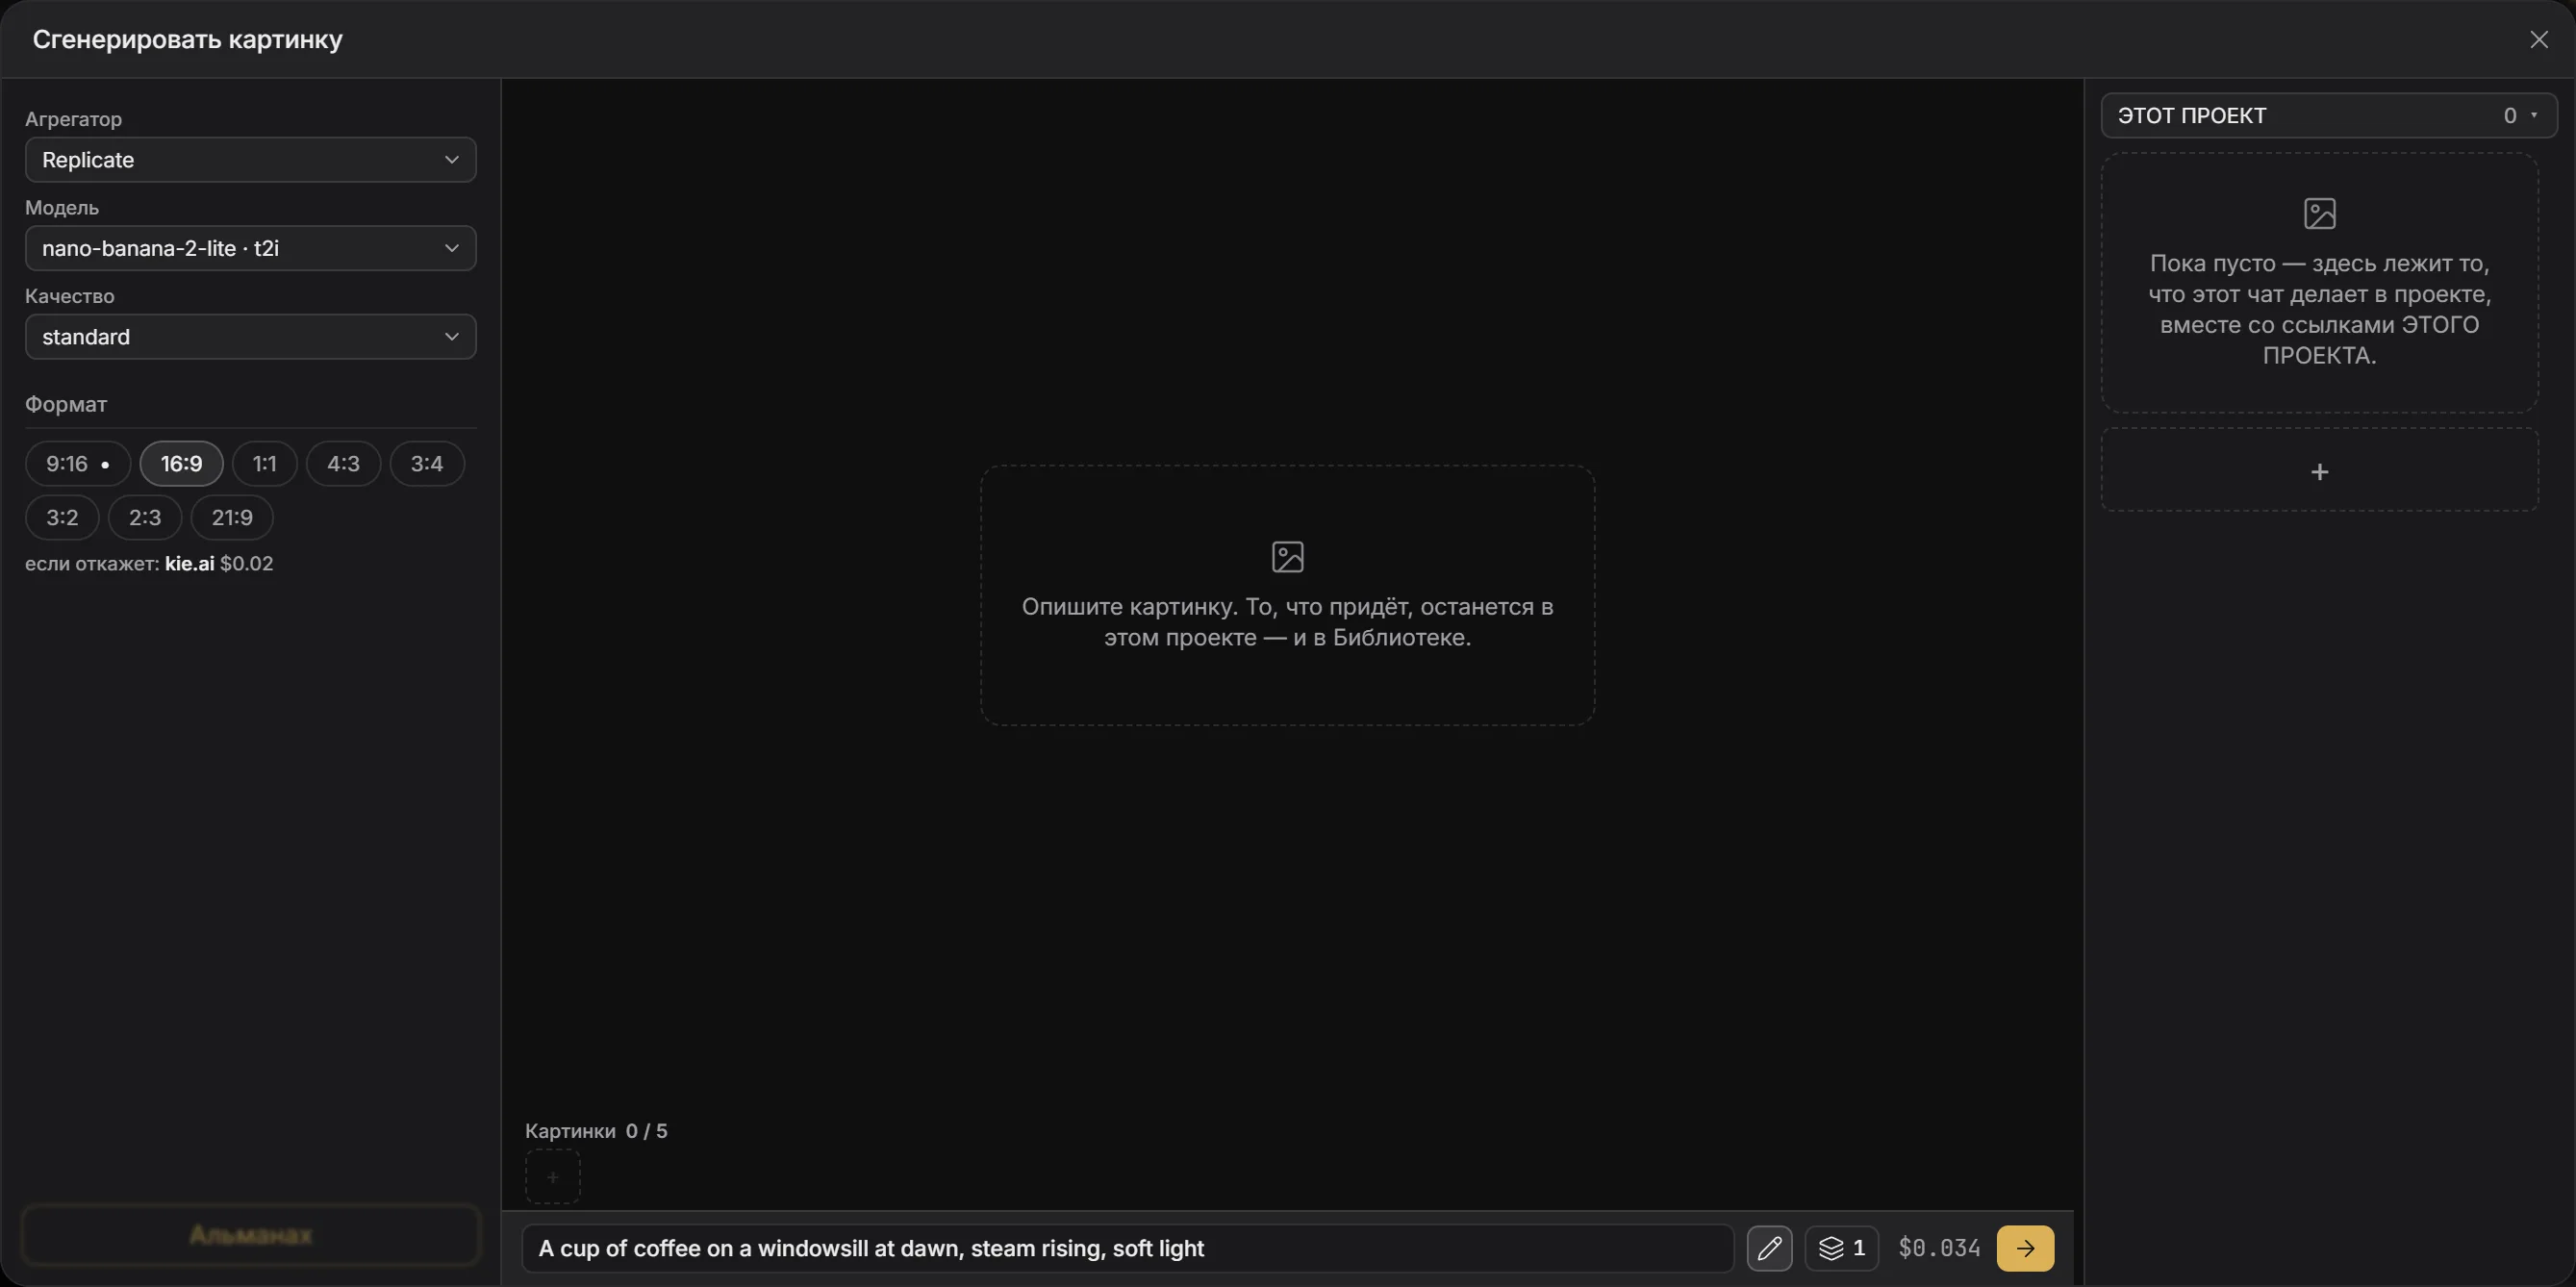 Сгенерировать картинку
Агрегатор
Replicate
Модель
nano-banana-2-lite · t2i
Качество
standard
Формат
9:16 •
16:9
1:1
4:3
3:4
3:2
2:3
21:9
если откажет: kie.ai $0.02
Альманах
Опишите картинку. То, что придёт, останется в
этом проекте — и в Библиотеке.
Картинки 0 / 5
+
A cup of coffee on a windowsill at dawn, steam rising, soft light
1
$0.034
ЭТОТ ПРОЕКТ 0
Пока пусто — здесь лежит то,
что этот чат делает в проекте,
вместе со ссылками ЭТОГО
ПРОЕКТА.
+